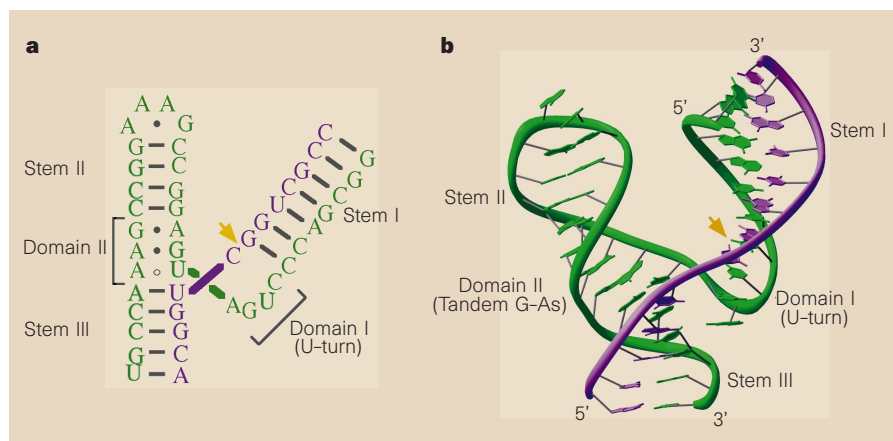 a
b
A A
A G
G C
G C
C G
C G
G A
A G
A U
A U
C G
C G
G C
U A
C G G U C G C C
A G U C C C A G C G G
Stem II
Domain II
Stem III
Stem I
Domain I
(U–turn)
3’
5’
Stem I
Stem II
Domain II
(Tandem G–As)
Domain I
(U–turn)
Stem III
5’
3’